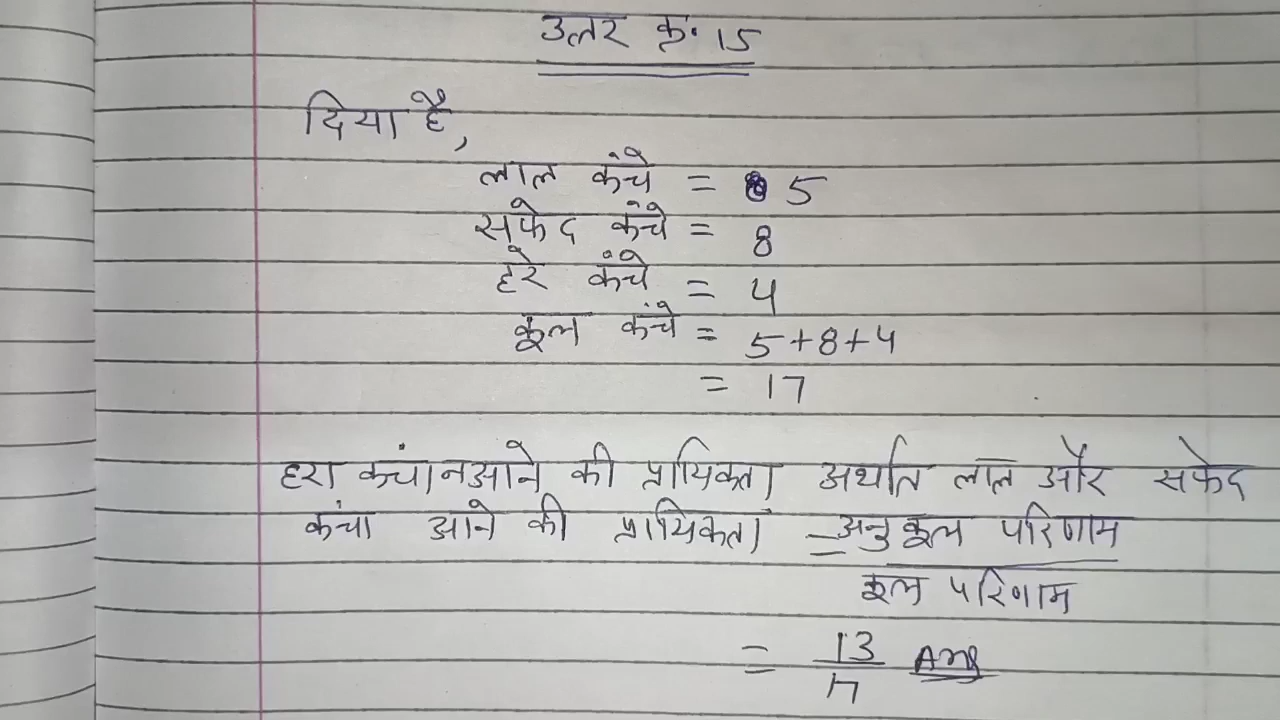 उत्तर क्र. 15
दिया है,
लाल कंचे = 5
सफेद कंचे = 8
हरे कंचे = 4
कुल कंचे = 5+8+4
= 17
हरा कंचा न आने की प्रायिकता अर्थात लाल और सफेद
कंचा आने की प्रायिकता = अनुकूल परिणाम
कुल परिणाम
= 13/17 Ans